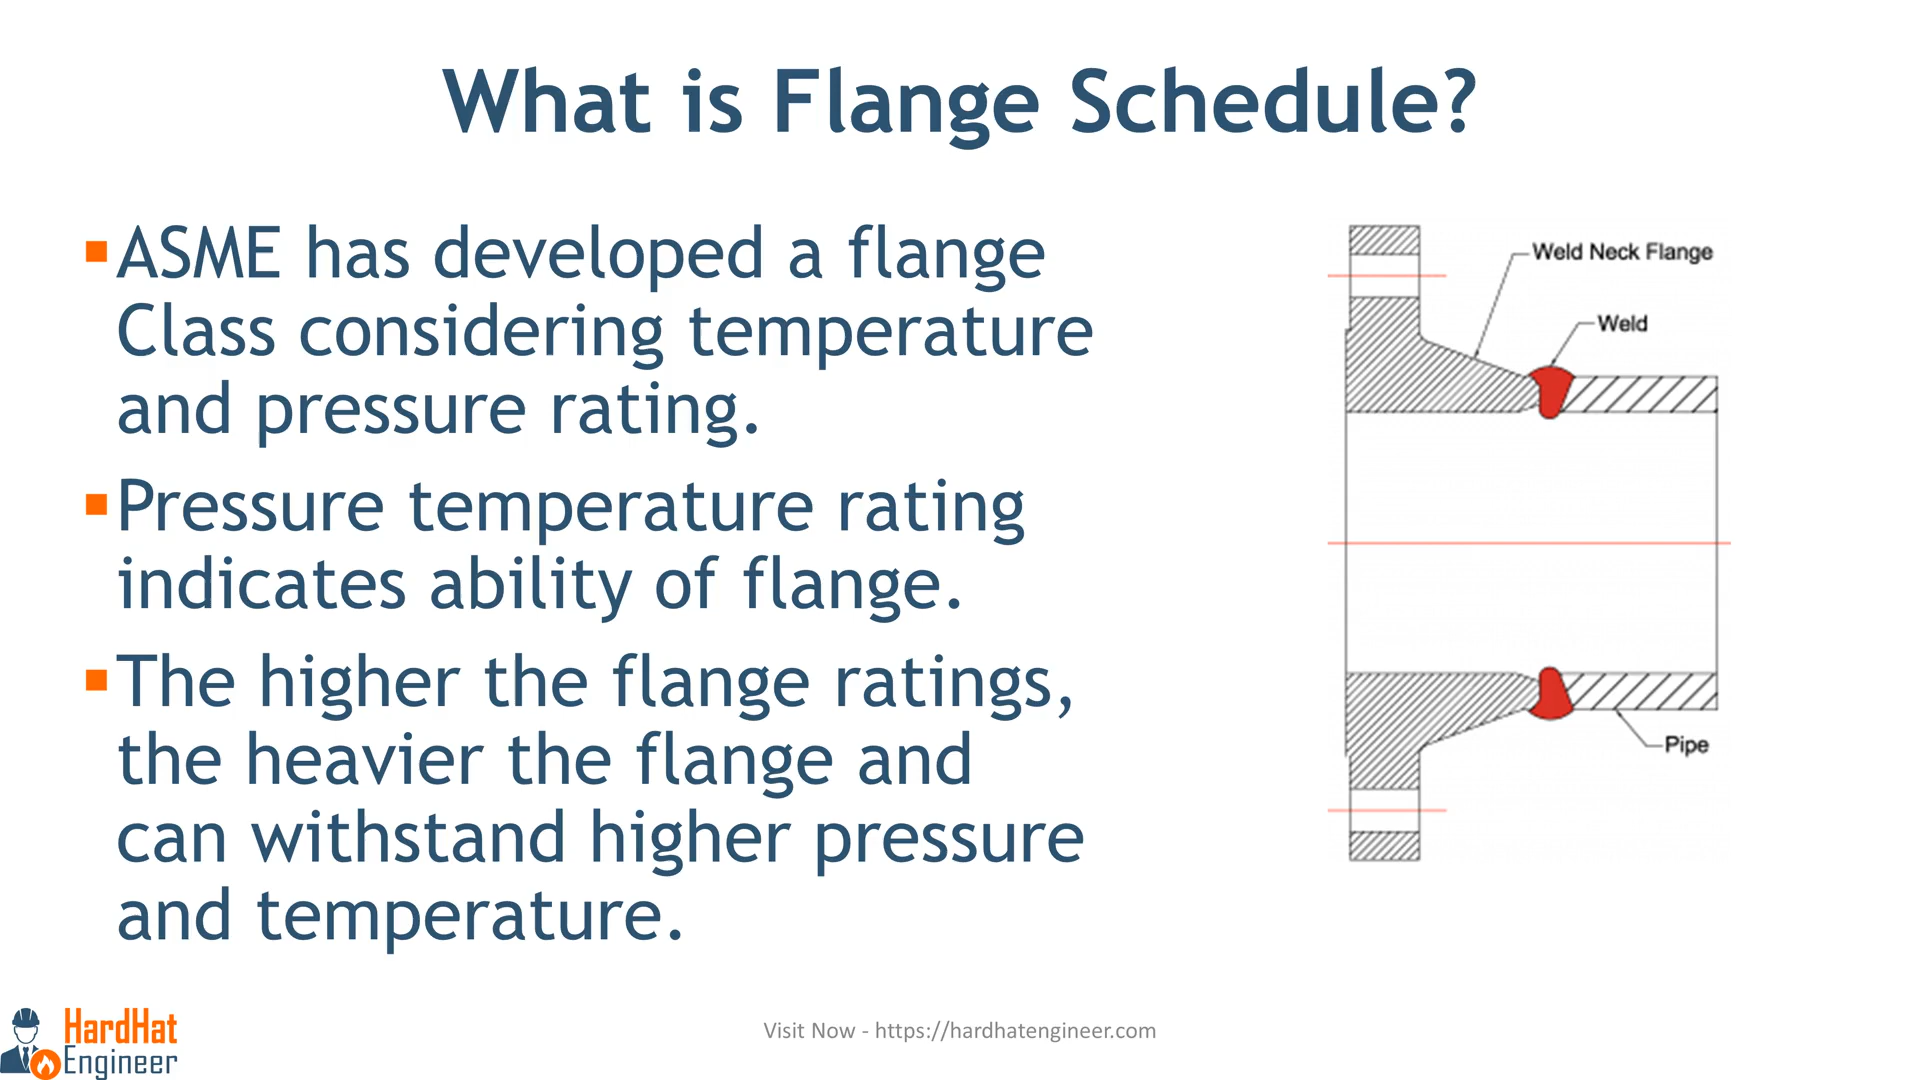 What is Flange Schedule?
ASME has developed a flange
Class considering temperature
and pressure rating.
Pressure temperature rating
indicates ability of flange.
The higher the flange ratings,
the heavier the flange and
can withstand higher pressure
and temperature.
Weld Neck Flange
Weld
Pipe
HardHat
Engineer
Visit Now - https://hardhatengineer.com